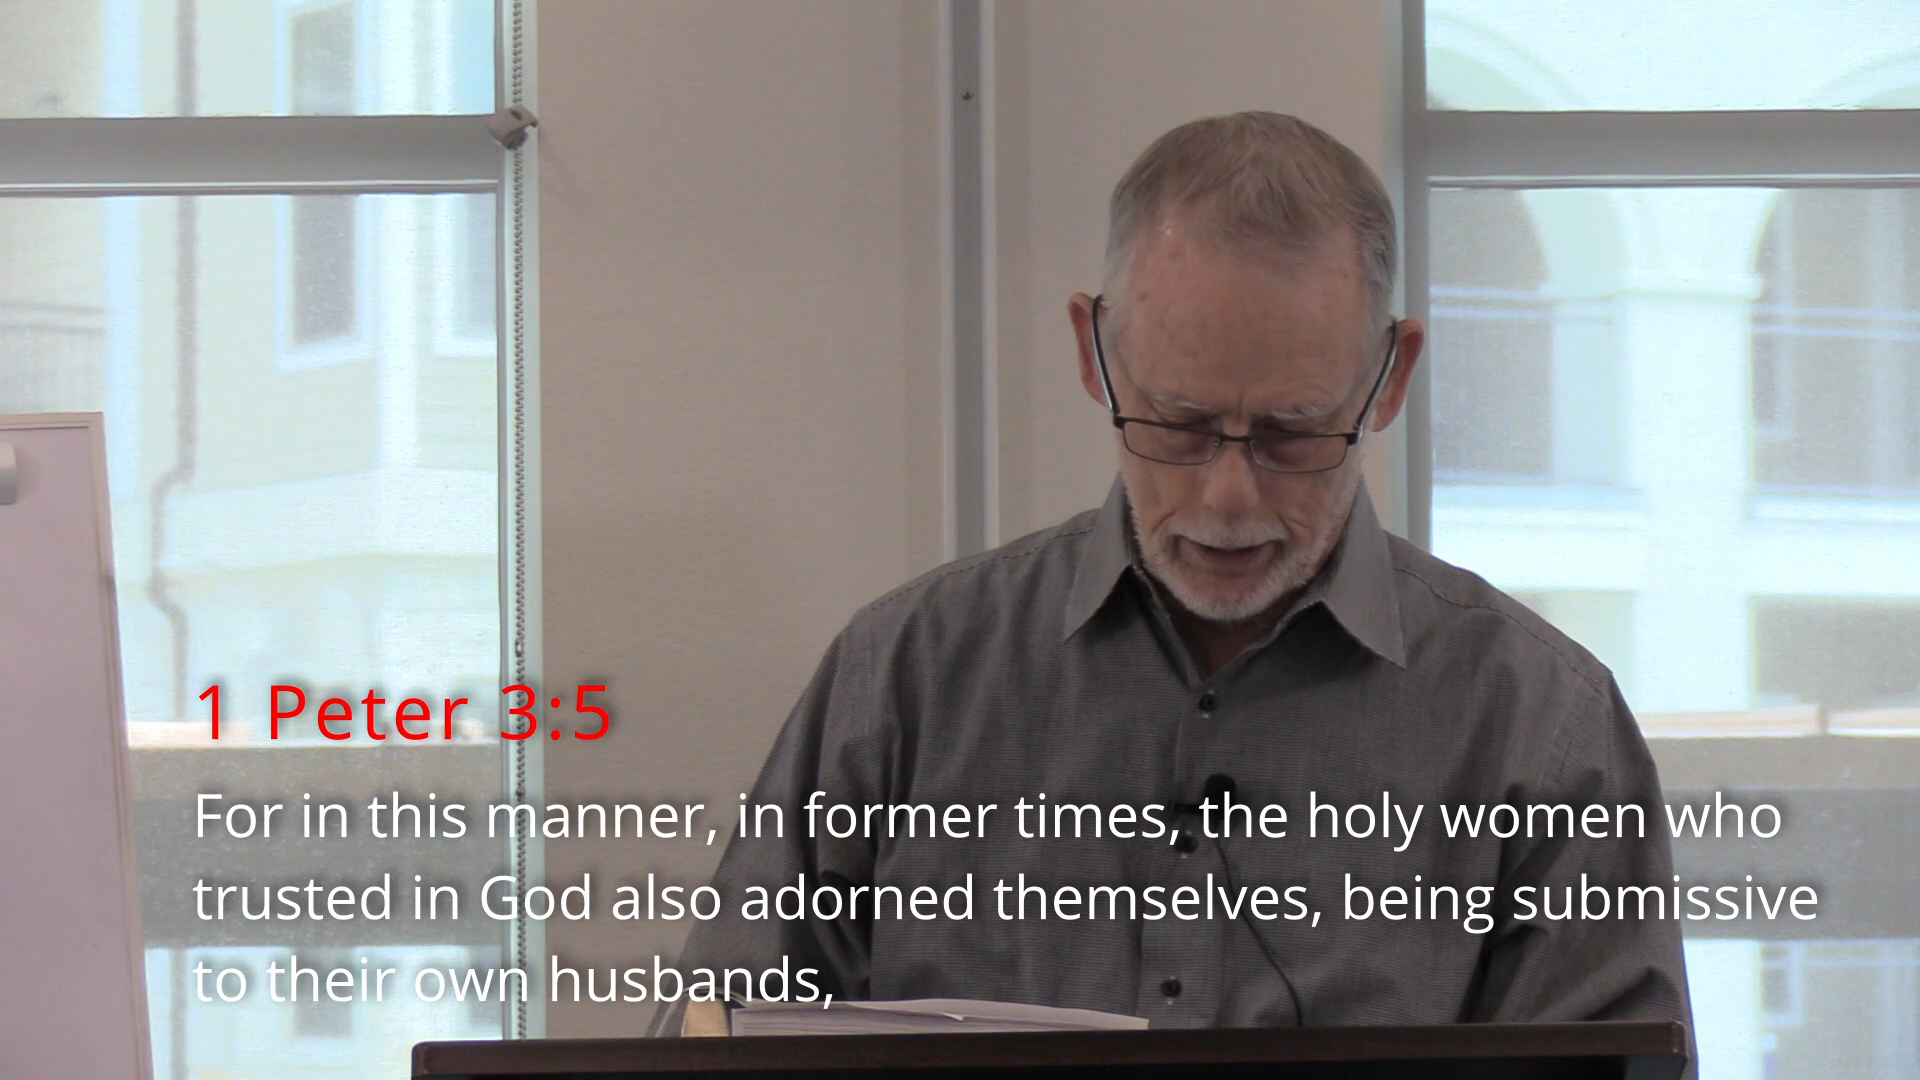 1 Peter 3:5
For in this manner, in former times, the holy women who
trusted in God also adorned themselves, being submissive
to their own husbands,